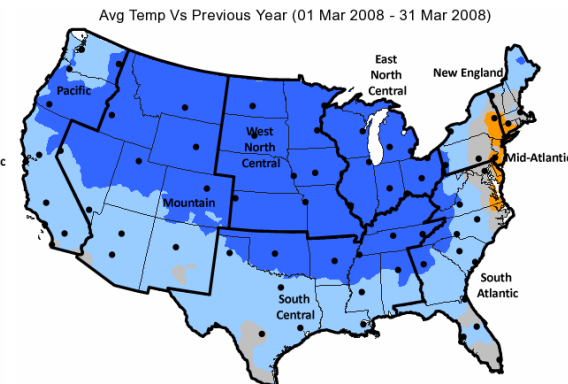 Avg Temp Vs Previous Year (01 Mar 2008 - 31 Mar 2008)
East
North
Central
New England
Pacific
West
North
Central
c
Mid-Atlantic
Mountain
South
Atlantic
South
Central